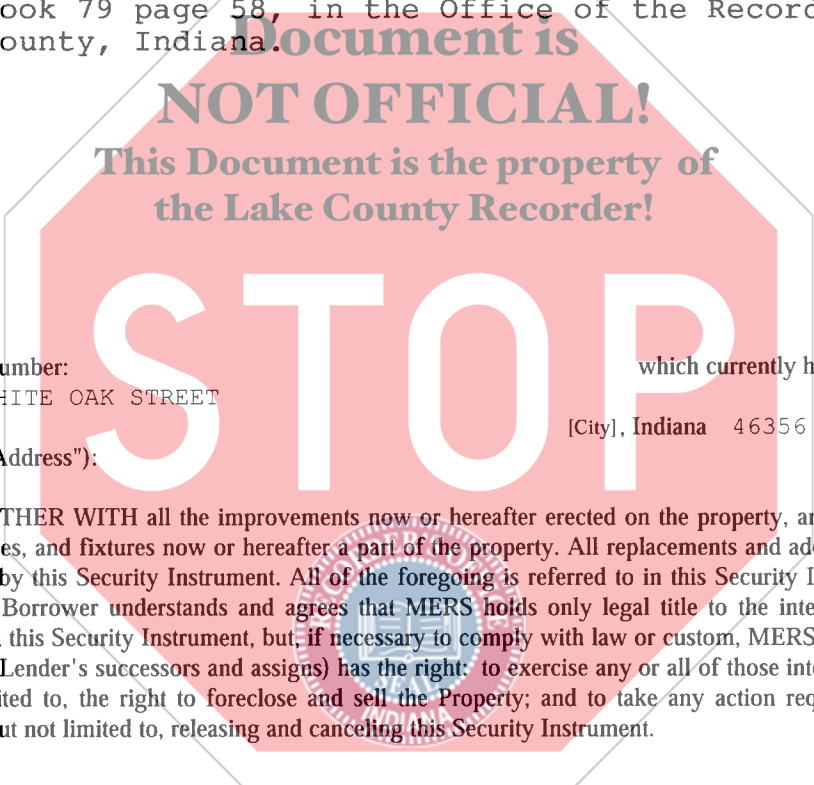 ook 79 page 58, in the Office of the Record
ounty, Indiana.
Document is
NOT OFFICIAL!
This Document is the property of
the Lake County Recorder!
STOP
umber:
which currently h
HITE OAK STREET
[City], Indiana 46356
Address"):
THER WITH all the improvements now or hereafter erected on the property, an
es, and fixtures now or hereafter a part of the property. All replacements and add
by this Security Instrument. All of the foregoing is referred to in this Security I
Borrower understands and agrees that MERS holds only legal title to the inte
this Security Instrument, but, if necessary to comply with law or custom, MERS
Lender's successors and assigns) has the right: to exercise any or all of those inte
ited to, the right to foreclose and sell the Property; and to take any action req
ut not limited to, releasing and canceling this Security Instrument.
RECORDER'S OFFICE
INDIANA